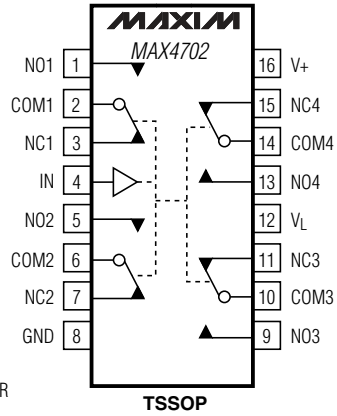 MAXIM
MAX4702
NO1 1
COM1 2
NC1 3
IN 4
NO2 5
COM2 6
NC2 7
GND 8
16 V+
15 NC4
14 COM4
13 NO4
12 VL
11 NC3
10 COM3
9 NO3
R
TSSOP